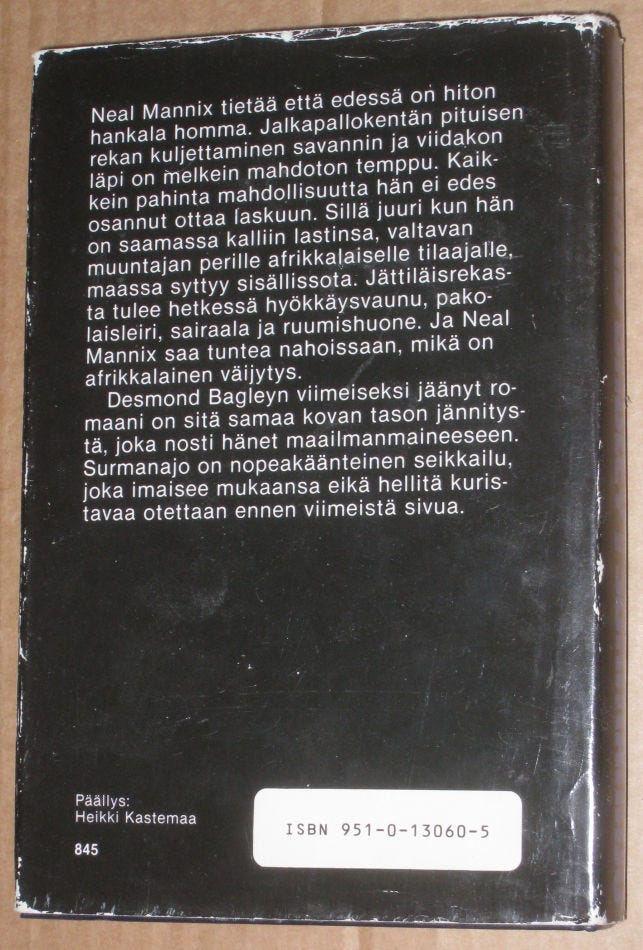 Neal Mannix tietää että edessä on hiton
hankala homma. Jalkapallokentän pituisen
rekan kuljettaminen savannin ja viidakon
läpi on melkein mahdoton temppu. Kaik-
kein pahinta mahdollisuutta hän ei edes
osannut ottaa laskuun. Sillä juuri kun hän
on saamassa kalliin lastinsa, valtavan
muuntajan perille afrikkalaiselle tilaajalle,
maassa syttyy sisällissota. Jättiläisrekas-
ta tulee hetkessä hyökkäysvaunu, pako-
laisleiri, sairaala ja ruumishuone. Ja Neal
Mannix saa tuntea nahoissaan, mikä on
afrikkalainen väijytys.
Desmond Bagleyn viimeiseksi jäänyt ro-
maani on sitä samaa kovan tason jännitys-
tä, joka nosti hänet maailmanmaineeseen.
Surmanajo on nopeakäänteinen seikkailu,
joka imaisee mukaansa eikä hellitä kuris-
tavaa otettaan ennen viimeistä sivua.
Päällys:
Heikki Kastemaa
845
ISBN 951-0-13060-5